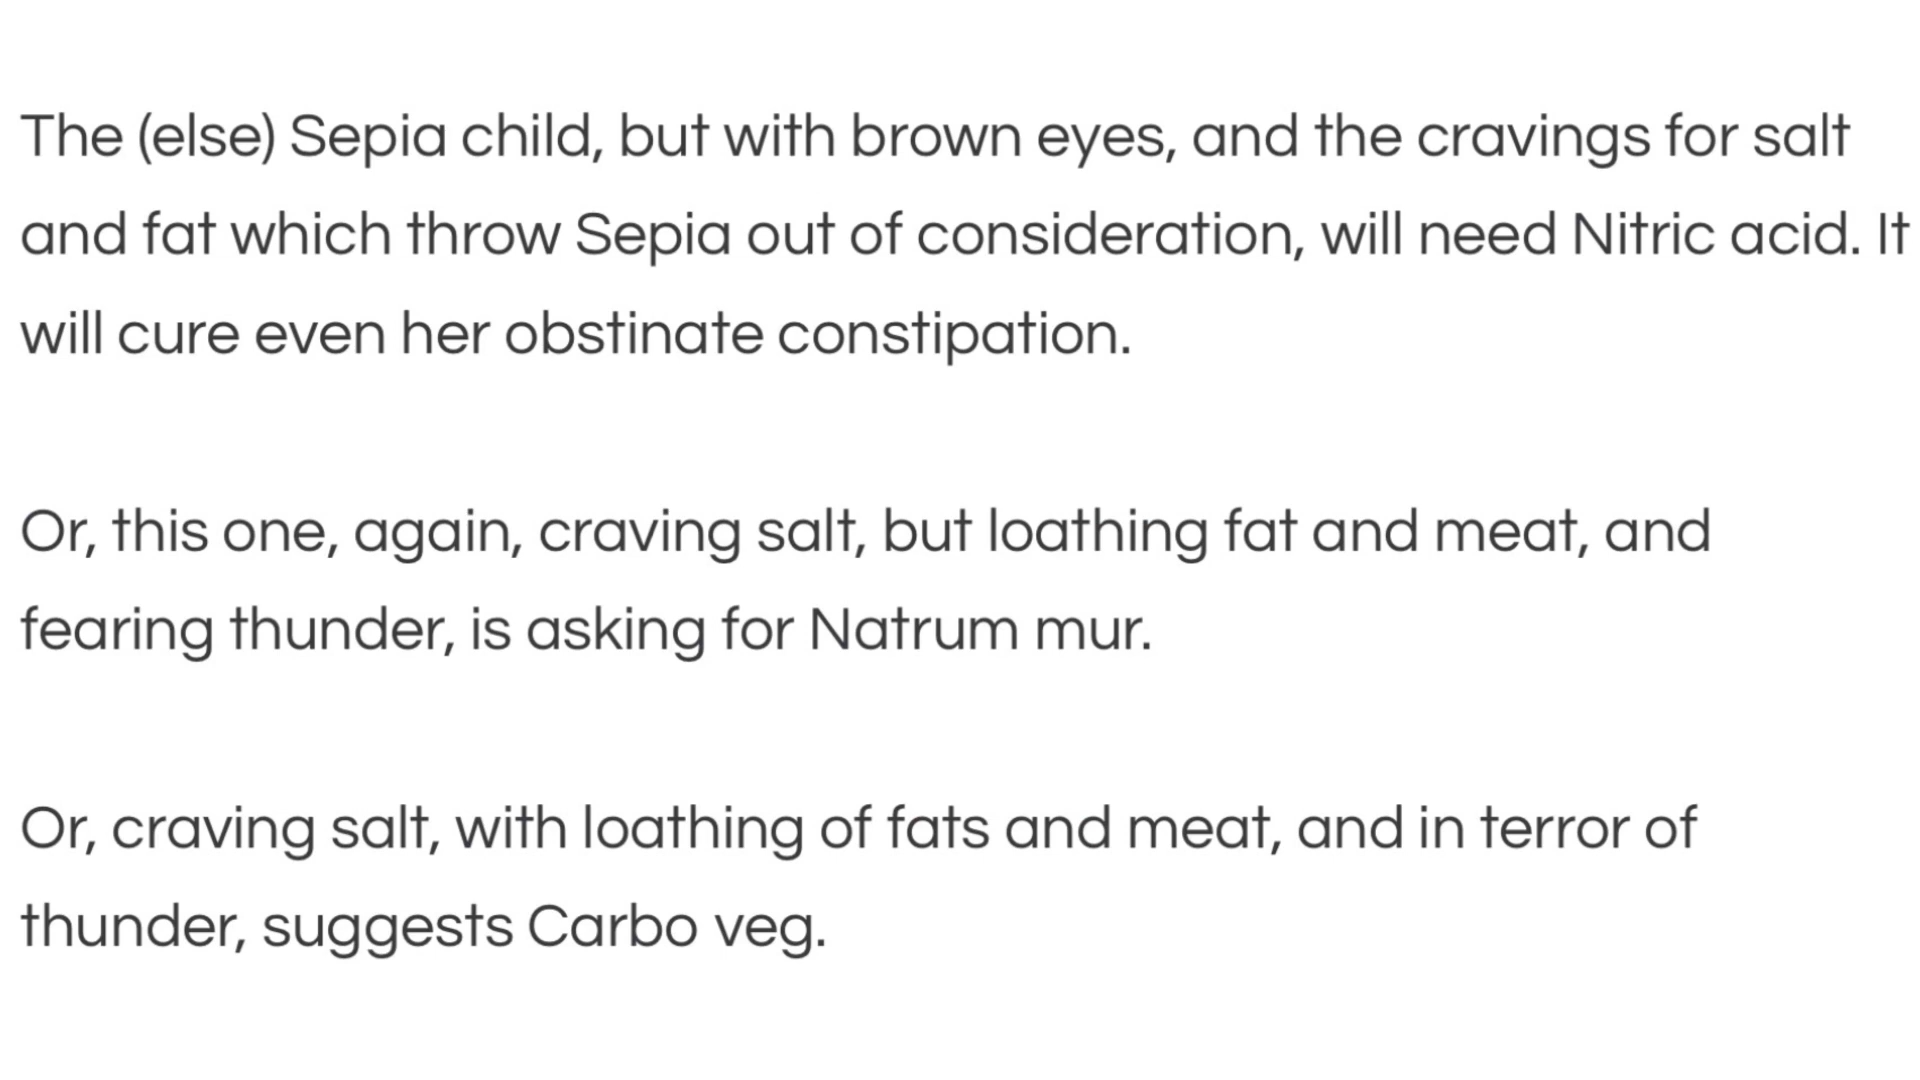 The (else) Sepia child, but with brown eyes, and the cravings for salt
and fat which throw Sepia out of consideration, will need Nitric acid. It
will cure even her obstinate constipation.
Or, this one, again, craving salt, but loathing fat and meat, and
fearing thunder, is asking for Natrum mur.
Or, craving salt, with loathing of fats and meat, and in terror of
thunder, suggests Carbo veg.